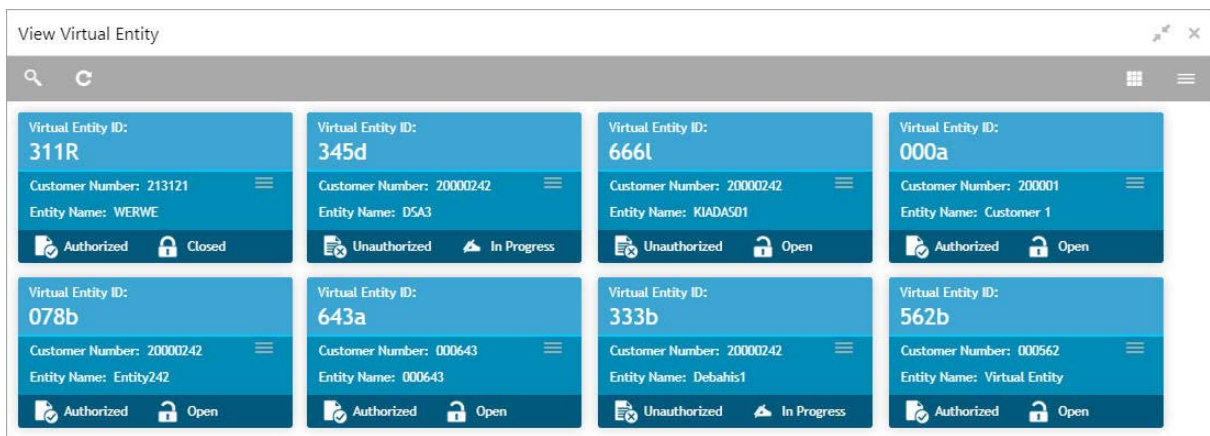 View Virtual Entity
Virtual Entity ID:
311R
Customer Number: 213121
Entity Name: WERWE
Authorized Closed
Virtual Entity ID:
345d
Customer Number: 20000242
Entity Name: DSA3
Unauthorized In Progress
Virtual Entity ID:
666l
Customer Number: 20000242
Entity Name: KIADAS01
Unauthorized Open
Virtual Entity ID:
000a
Customer Number: 200001
Entity Name: Customer 1
Authorized Open
Virtual Entity ID:
078b
Customer Number: 20000242
Entity Name: Entity242
Authorized Open
Virtual Entity ID:
643a
Customer Number: 000643
Entity Name: 000643
Authorized Open
Virtual Entity ID:
333b
Customer Number: 20000242
Entity Name: Debahis1
Unauthorized In Progress
Virtual Entity ID:
562b
Customer Number: 000562
Entity Name: Virtual Entity
Authorized Open